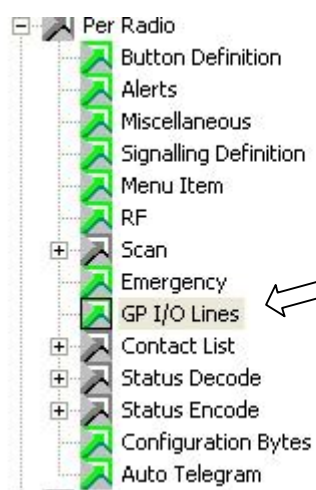 Per Radio
Button Definition
Alerts
Miscellaneous
Signalling Definition
Menu Item
RF
Scan
Emergency
GP I/O Lines
Contact List
Status Decode
Status Encode
Configuration Bytes
Auto Telegram